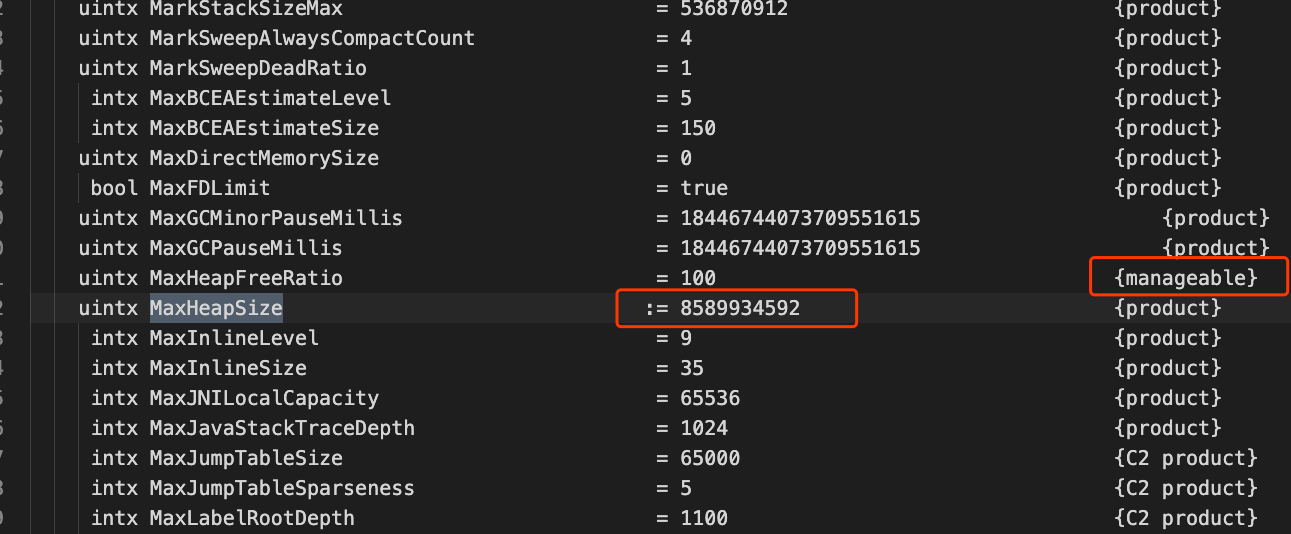 uintx MarkStackSizeMax = 536870912 {product}
uintx MarkSweepAlwaysCompactCount = 4 {product}
uintx MarkSweepDeadRatio = 1 {product}
intx MaxBCEAEstimateLevel = 5 {product}
intx MaxBCEAEstimateSize = 150 {product}
uintx MaxDirectMemorySize = 0 {product}
bool MaxFDLimit = true {product}
uintx MaxGCMinorPauseMillis = 18446744073709551615 {product}
uintx MaxGCPauseMillis = 18446744073709551615 {product}
uintx MaxHeapFreeRatio = 100 {manageable}
uintx MaxHeapSize := 8589934592 {product}
intx MaxInlineLevel = 9 {product}
intx MaxInlineSize = 35 {product}
intx MaxJNILocalCapacity = 65536 {product}
intx MaxJavaStackTraceDepth = 1024 {product}
intx MaxJumpTableSize = 65000 {C2 product}
intx MaxJumpTableSparseness = 5 {C2 product}
intx MaxLabelRootDepth = 1100 {C2 product}